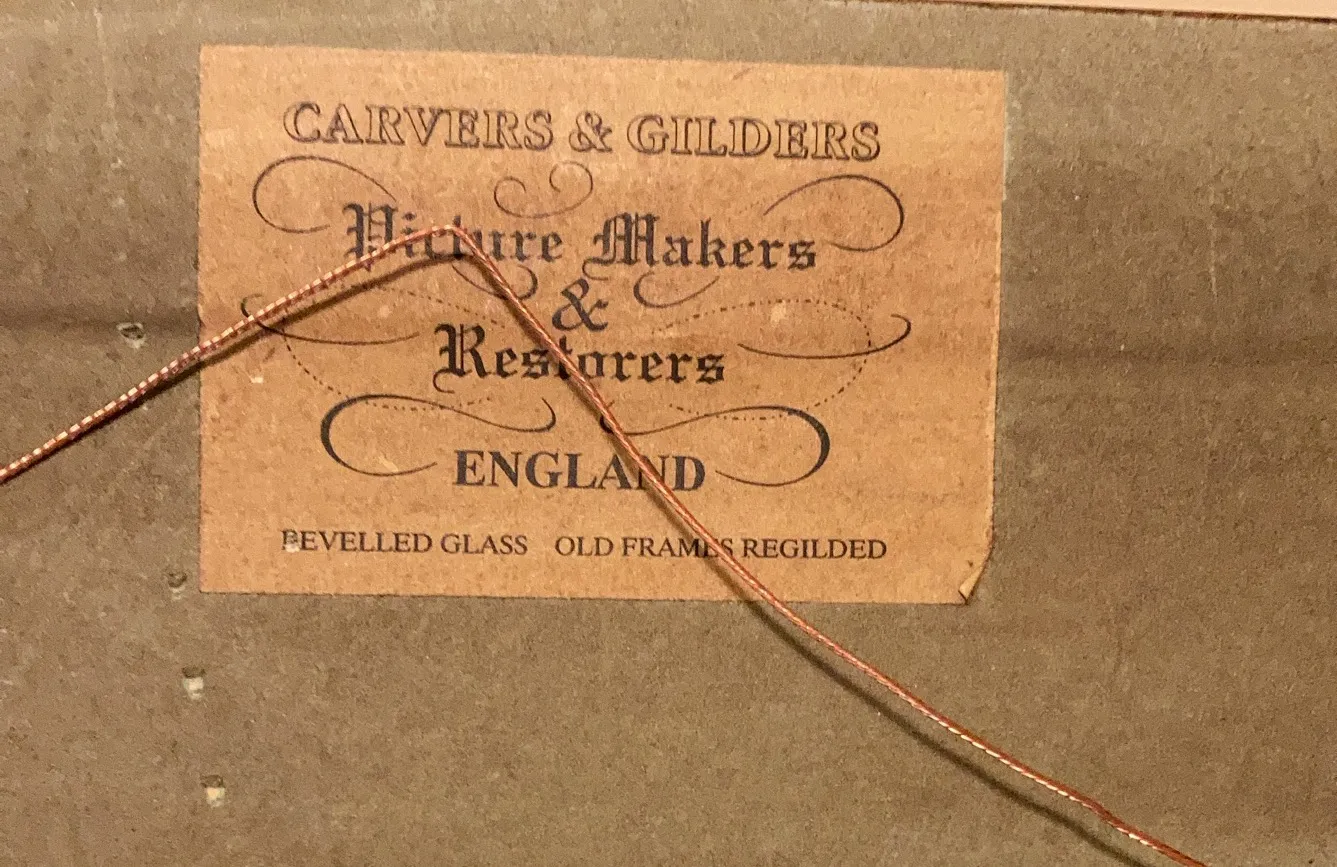 CARVERS & GILDERS
Picture Makers
&
Restorers
ENGLAND
BEVELLED GLASS OLD FRAMES REGILDED